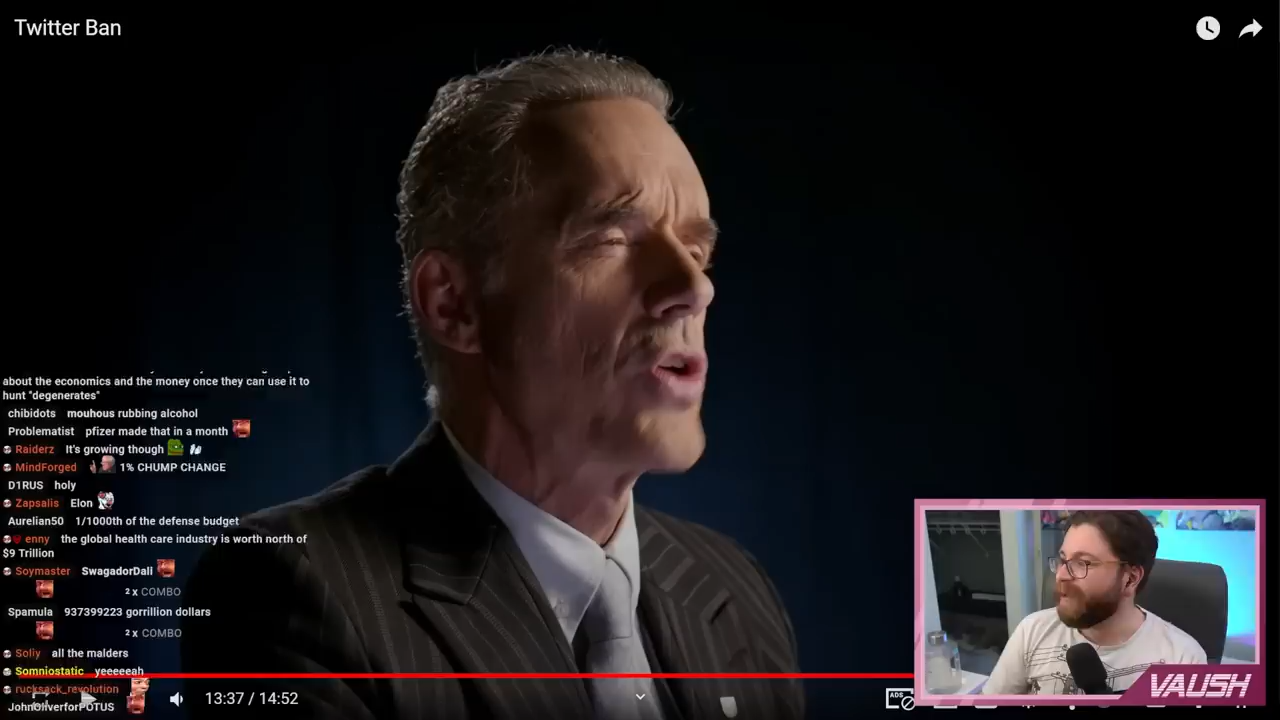 Twitter Ban
about the economics and the money once they can use it to
hunt "degenerates"
chibidots mouhous rubbing alcohol
Problematist pfizer made that in a month
Raiderz It's growing though
MindForged 1% CHUMP CHANGE
D1RUS holy
Zapsalis Elon
Aurelian50 1/1000th of the defense budget
enny the global health care industry is worth north of
$9 Trillion
Soymaster SwagadorDali
2 x COMBO
Spamula 937399223 gorrillion dollars
2 x COMBO
Soliy all the malders
Somniostatic yeeeeeah
rucksack_revolution
JohnOliverforPOTUS
13:37 / 14:52
ADS
VAUSH